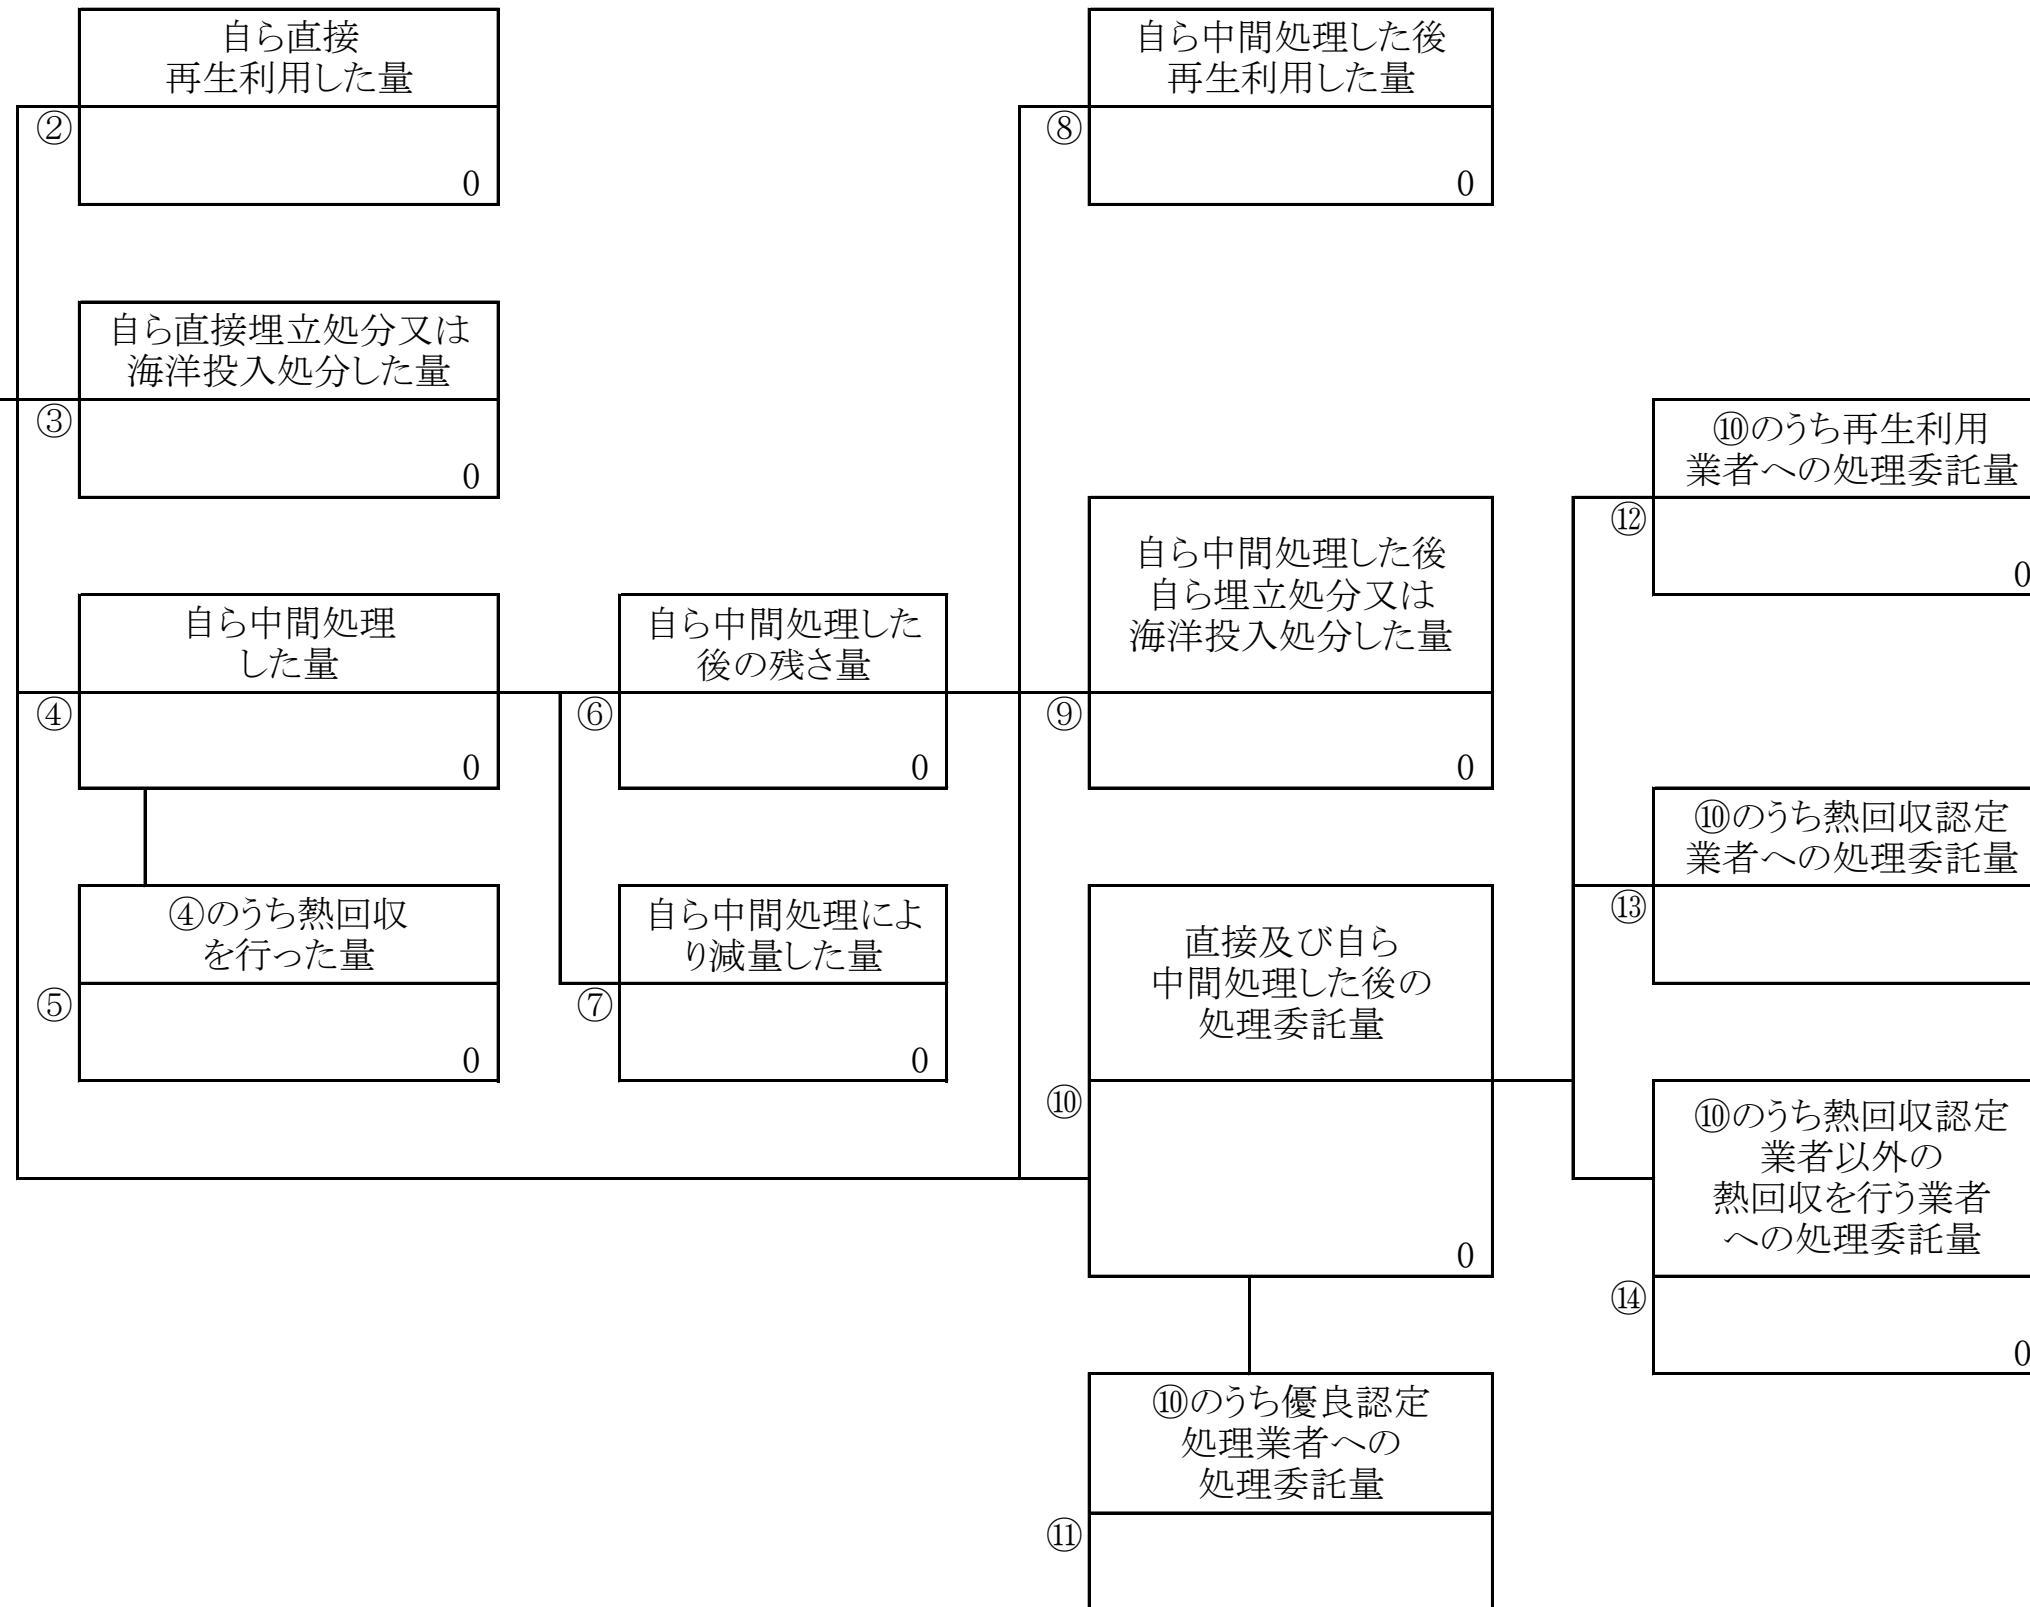 自ら直接
再生利用した量
②
0
自ら中間処理した後
再生利用した量
⑧
0
自ら直接埋立処分又は
海洋投入処分した量
③
0
⑩のうち再生利用
業者への処理委託量
⑫
0
自ら中間処理
した量
④
0
自ら中間処理した
後の残さ量
⑥
0
自ら中間処理した後
自ら埋立処分又は
海洋投入処分した量
⑨
0
⑩のうち熱回収認定
業者への処理委託量
⑬
④のうち熱回収
を行った量
⑤
0
自ら中間処理によ
り減量した量
⑦
0
直接及び自ら
中間処理した後の
処理委託量
⑩
0
⑩のうち熱回収認定
業者以外の
熱回収を行う業者
への処理委託量
⑭
0
⑩のうち優良認定
処理業者への
処理委託量
⑪